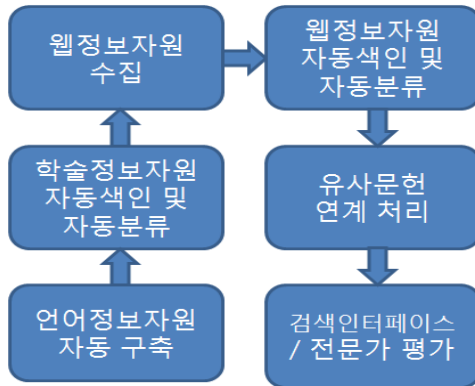 웹정보자원
수집
웹정보자원
자동색인 및
자동분류
학술정보자원
자동색인 및
자동분류
유사문헌
연계 처리
언어정보자원
자동 구축
검색인터페이스
/ 전문가 평가